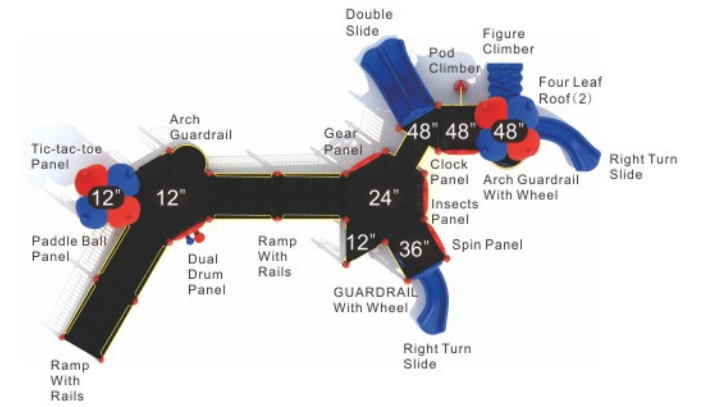 Double
Slide
Figure
Climber
Pod
Climber
Four Leaf
Roof(2)
Arch
Guardrail
Gear
Panel
48"
48"
48"
Tic-tac-toe
Panel
Clock
Panel
Right Turn
Slide
Arch Guardrail
With Wheel
12"
12"
24"
Insects
Panel
Paddle Ball
Panel
Dual
Drum
Panel
Ramp
With
Rails
12"
36"
Spin Panel
GUARDRAIL
With Wheel
Right Turn
Slide
Ramp
With
Rails